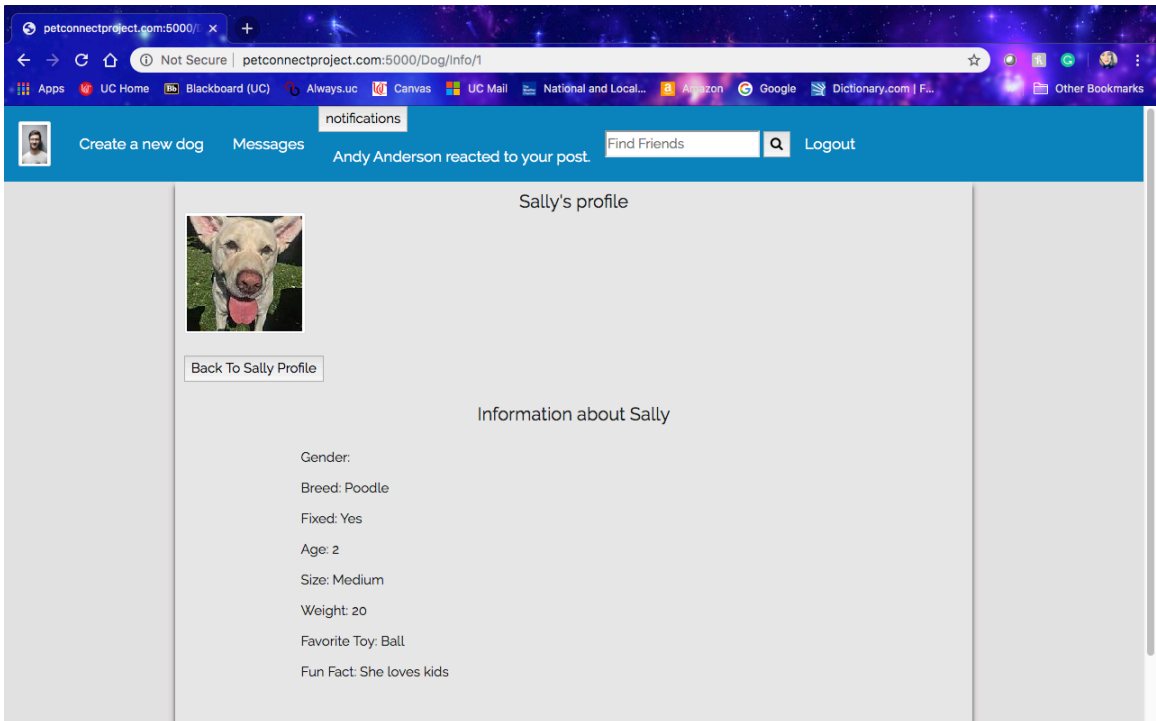 petconnectproject.com:5000/
Not Secure | petconnectproject.com:5000/Dog/Info/1
Apps UC Home Bb Blackboard (UC) Always.uc Canvas UC Mail National and Local... a Amazon G Google Dictionary.com | F... Other Bookmarks
notifications
Create a new dog Messages Andy Anderson reacted to your post. Find Friends Logout
Sally's profile
Back To Sally Profile
Information about Sally
Gender:
Breed: Poodle
Fixed: Yes
Age: 2
Size: Medium
Weight: 20
Favorite Toy: Ball
Fun Fact: She loves kids